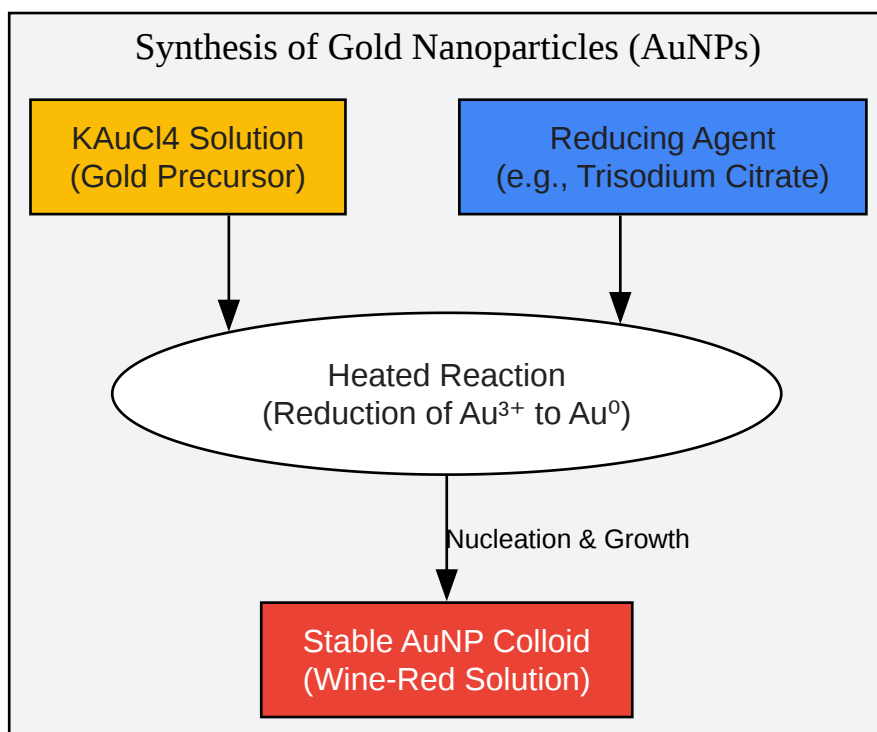 Synthesis of Gold Nanoparticles (AuNPs)
KAuCl4 Solution
(Gold Precursor)
Reducing Agent
(e.g., Trisodium Citrate)
Heated Reaction
(Reduction of Au³⁺ to Au⁰)
Nucleation & Growth
Stable AuNP Colloid
(Wine-Red Solution)